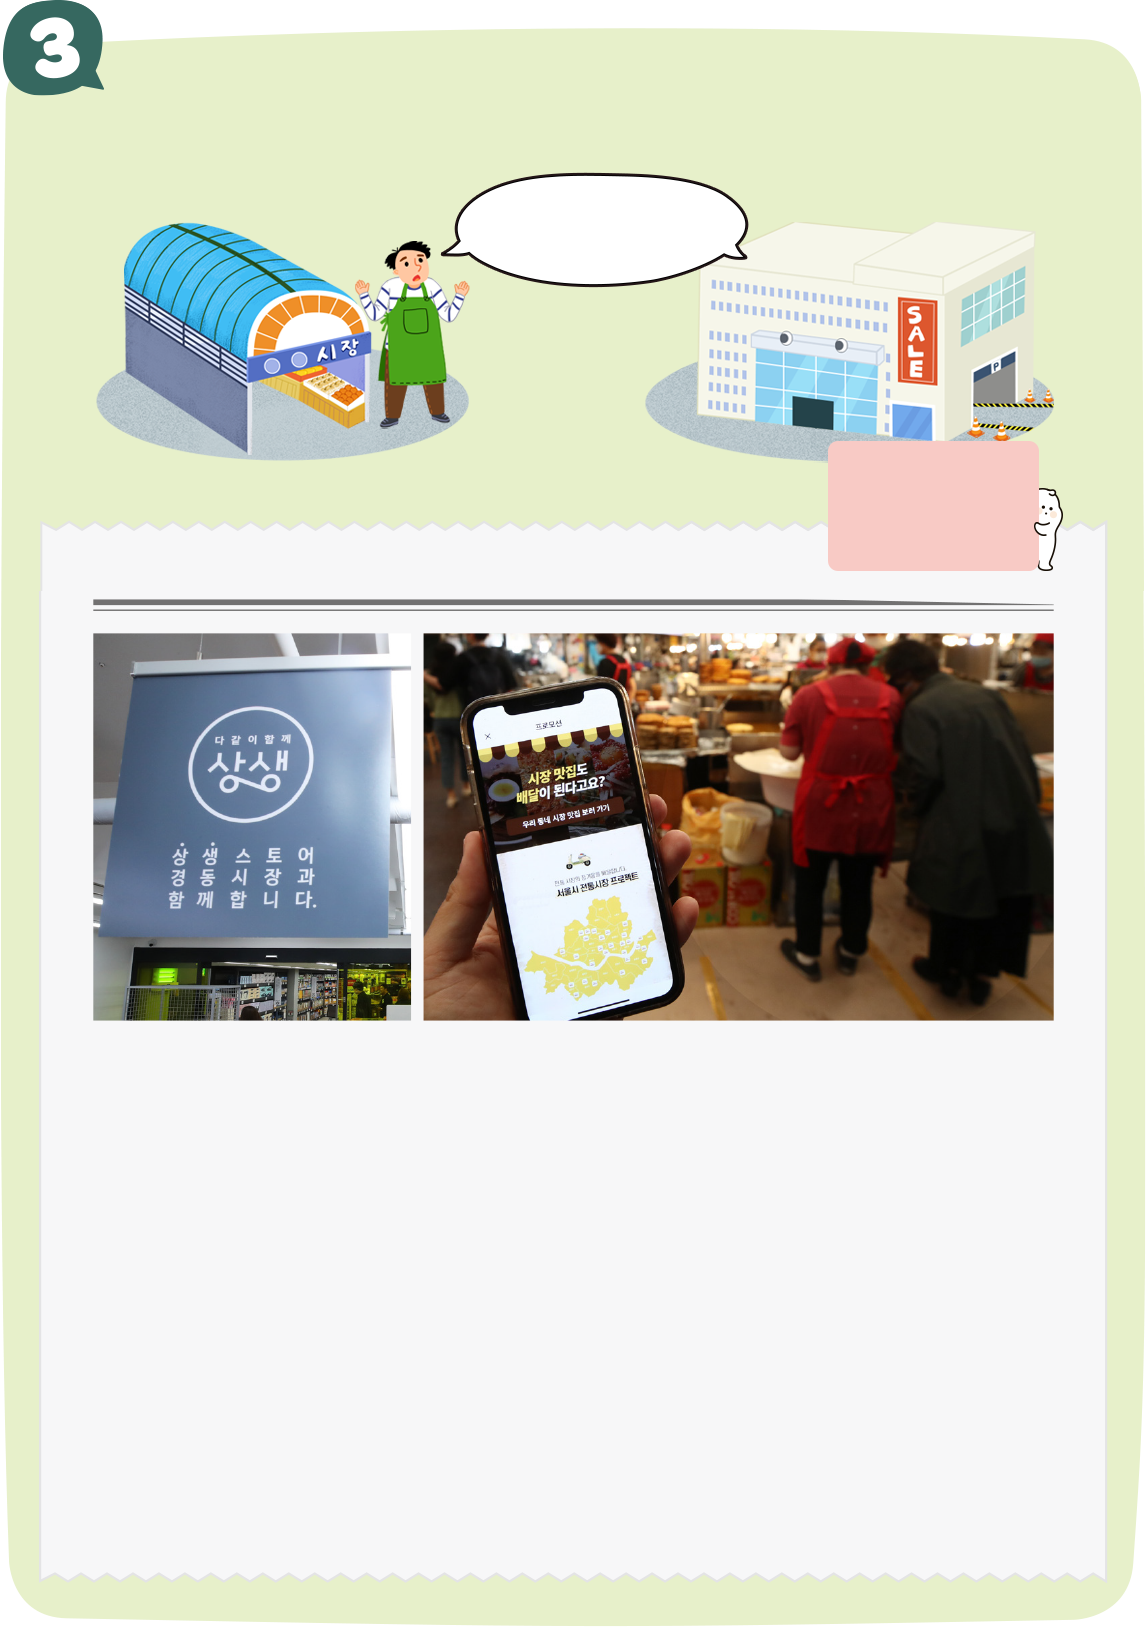 3
시장
SALE
P
다 같 이 함 께
상생
상 생 스 토 어
경 동 시 장 과
함 께 합 니 다.
프로모션
시장 맛집도
배달이 된다고요?
우리 동네 시장 맛집 보러 가기
서울시 전통시장 프로젝트